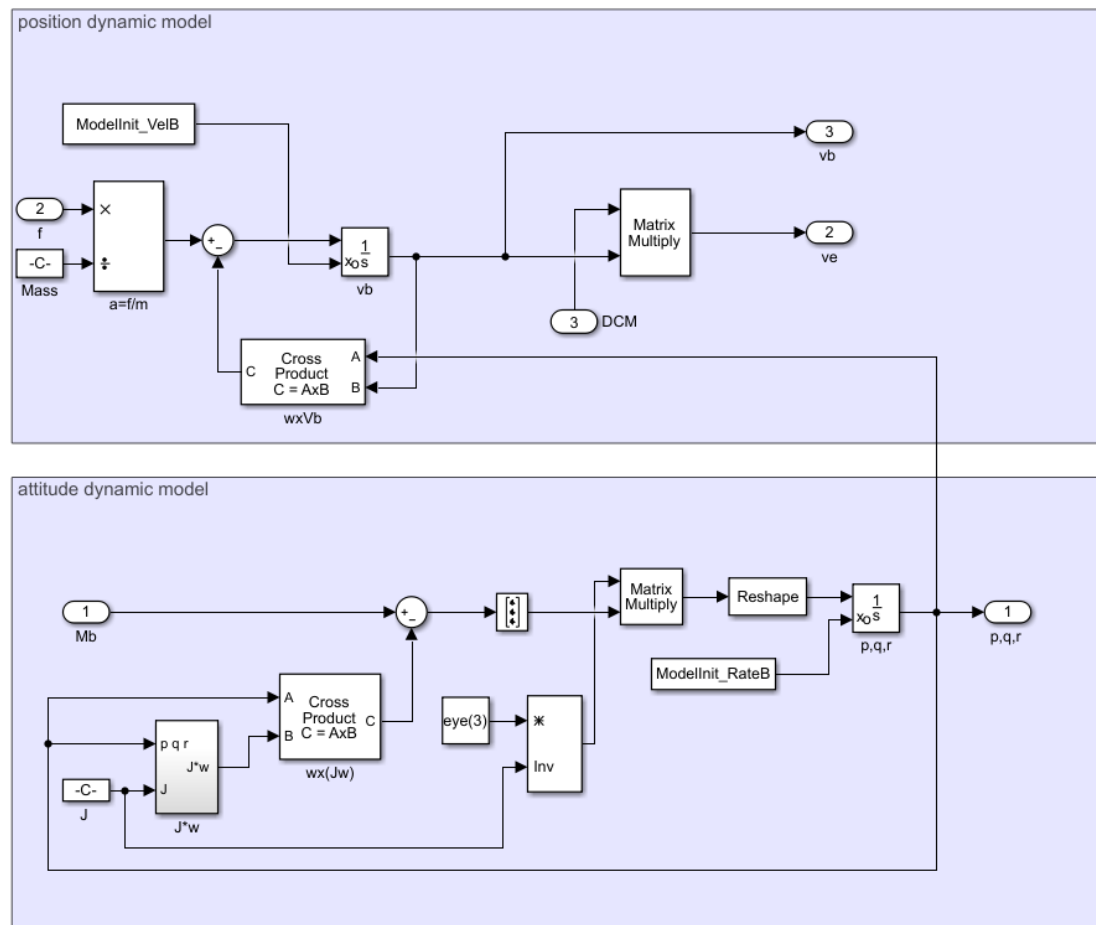 position dynamic model
ModelInit_VelB
3
vb
2
f
×
÷
-C-
Mass
a=f/m
+
−
1
s
xo
vb
Matrix
Multiply
2
ve
3
DCM
C
Cross
Product
C = AxB
A
B
wxVb
attitude dynamic model
1
Mb
+
−
Matrix
Multiply
Reshape
1
s
xo
p,q,r
1
p,q,r
ModelInit_RateB
A
B
Cross
Product
C = AxB
C
wx(Jw)
eye(3)
*
Inv
p q r
J*w
J
J*w
-C-
J